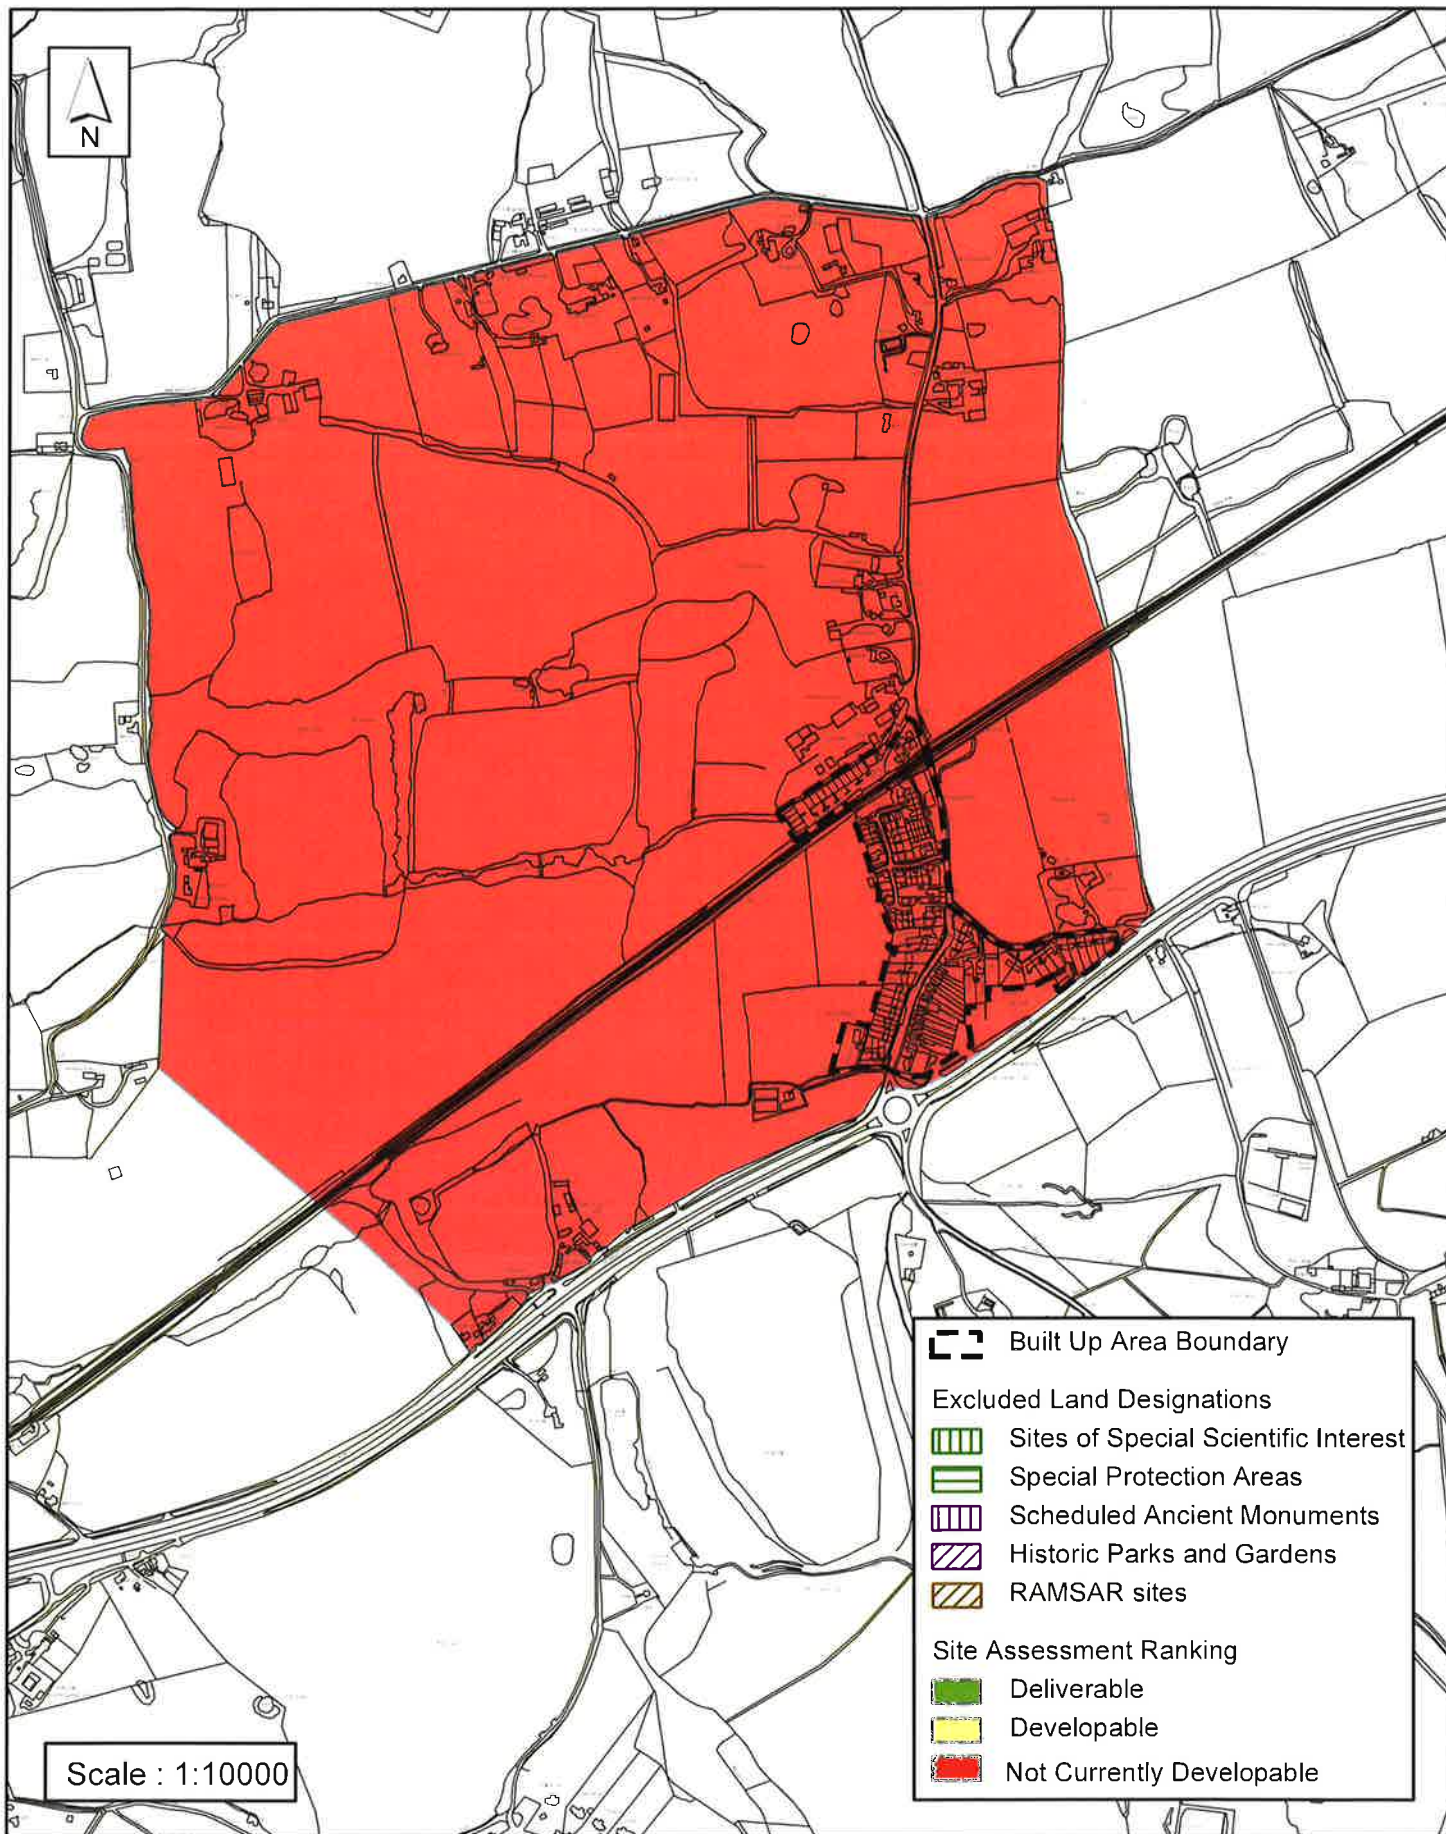 N
Built Up Area Boundary
Excluded Land Designations
Sites of Special Scientific Interest
Special Protection Areas
Scheduled Ancient Monuments
Historic Parks and Gardens
RAMSAR sites
Site Assessment Ranking
Deliverable
Developable
Not Currently Developable
Scale : 1:10000